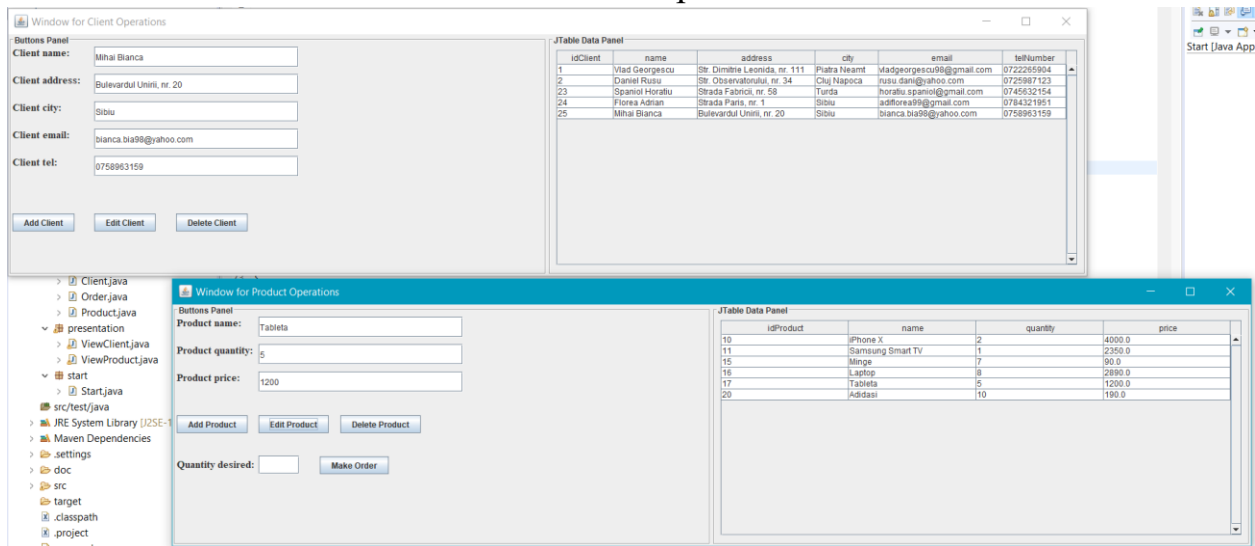 Window for Client Operations
Buttons Panel
Client name:
Mihai Bianca
Client address:
Bulevardul Unirii, nr. 20
Client city:
Sibiu
Client email:
bianca.bia98@yahoo.com
Client tel:
0758963159
Add Client Edit Client Delete Client
JTable Data Panel
idClient name address city email telNumber
1 Vlad Georgescu Str. Dimitrie Leonida, nr. 111 Piatra Neamt vladgeorgescu98@gmail.com 0722265904
2 Daniel Rusu Str. Observatorului, nr. 34 Cluj Napoca rusu.dani@yahoo.com 0725987123
23 Spaniol Horatiu Strada Fabricii, nr. 58 Turda horatiu.spaniol@gmail.com 0745632154
24 Florea Adrian Strada Paris, nr. 1 Sibiu adiflorea99@gmail.com 0784321951
25 Mihai Bianca Bulevardul Unirii, nr. 20 Sibiu bianca.bia98@yahoo.com 0758963159
Start [Java App
Client.java
Order.java
Product.java
presentation
ViewClient.java
ViewProduct.java
start
Start.java
src/test/java
JRE System Library [J2SE-1
Maven Dependencies
.settings
doc
src
target
.classpath
.project
Window for Product Operations
Buttons Panel
Product name:
Tableta
Product quantity:
5
Product price:
1200
Add Product Edit Product Delete Product
Quantity desired: Make Order
JTable Data Panel
idProduct name quantity price
10 iPhone X 2 4000.0
11 Samsung Smart TV 1 2350.0
15 Minge 7 90.0
16 Laptop 8 2890.0
17 Tableta 5 1200.0
20 Adidasi 10 190.0